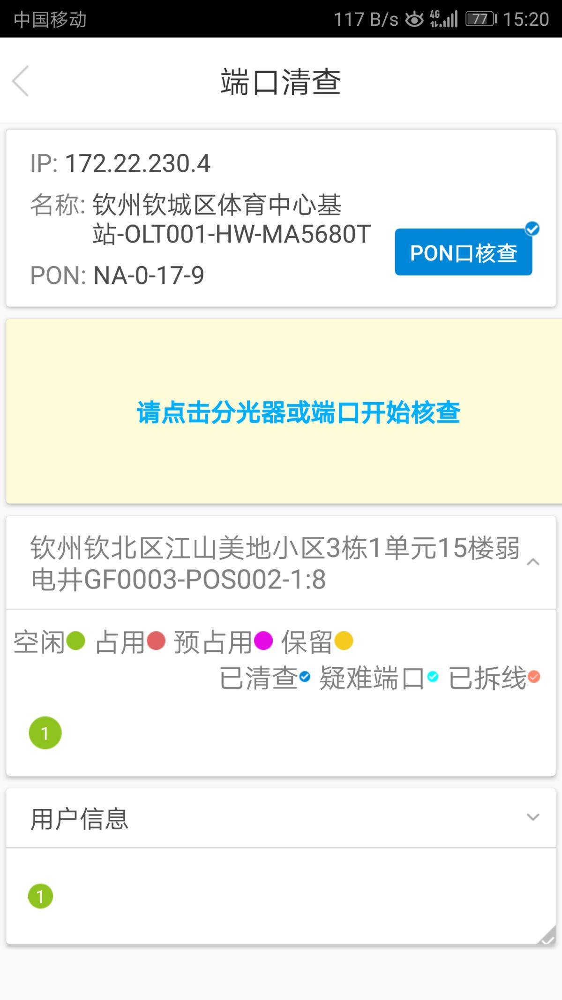 中国移动 117 B/s 4G 77 15:20
端口清查
IP: 172.22.230.4
名称: 钦州钦城区体育中心基
站-OLT001-HW-MA5680T
PON口核查
PON: NA-0-17-9
请点击分光器或端口开始核查
钦州钦北区江山美地小区3栋1单元15楼弱
电井GF0003-POS002-1:8
空闲 占用 预占用 保留
已清查 疑难端口 已拆线
1
用户信息
1